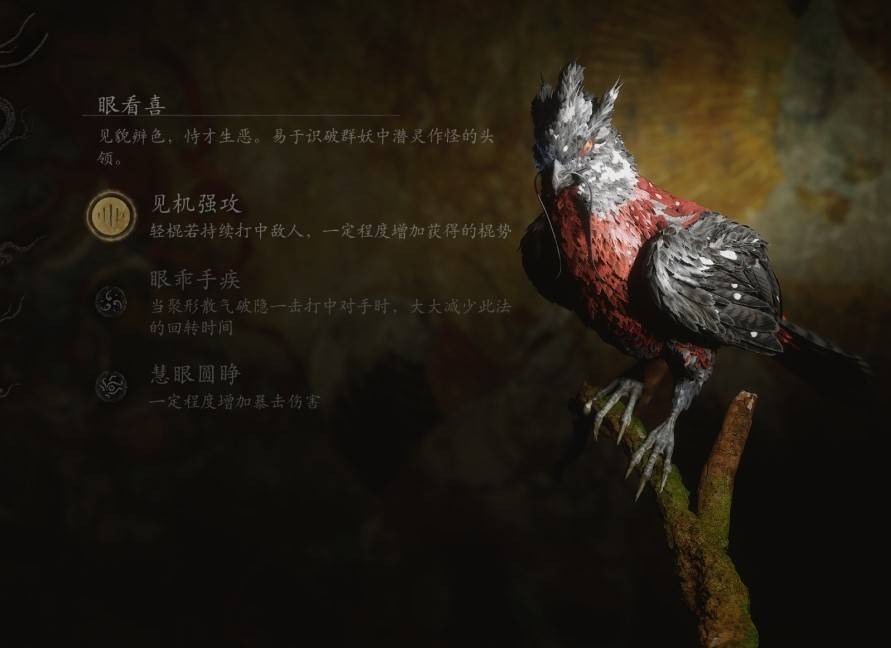 眼看喜
见貌辨色，恃才生恶。易于识破群妖中潜灵作怪的头
领。
见机强攻
轻棍若持续打中敌人，一定程度增加获得的棍势
眼乖手疾
当聚形散气破隐一击打中对手时，大大减少此法
的回转时间
慧眼圆睁
一定程度增加暴击伤害